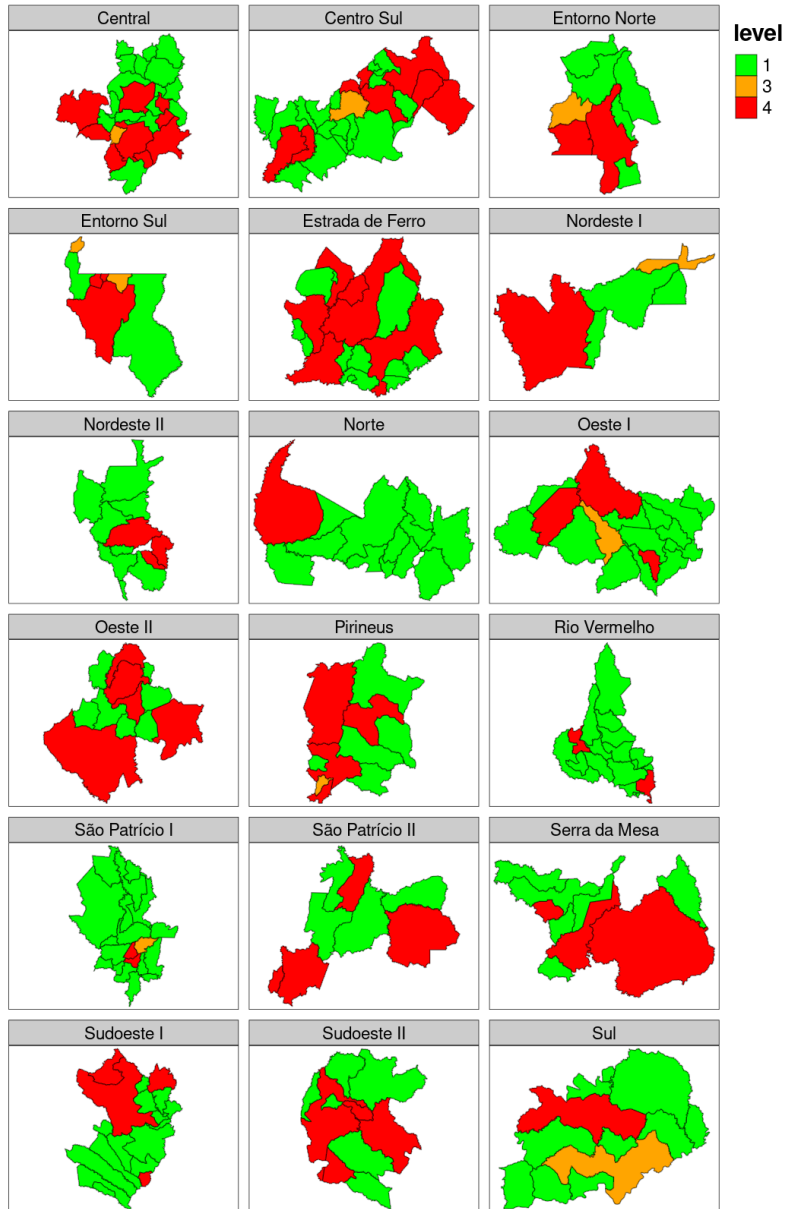 Central
Centro Sul
Entorno Norte
level
1
3
4
Entorno Sul
Estrada de Ferro
Nordeste I
Nordeste II
Norte
Oeste I
Oeste II
Pirineus
Rio Vermelho
São Patrício I
São Patrício II
Serra da Mesa
Sudoeste I
Sudoeste II
Sul